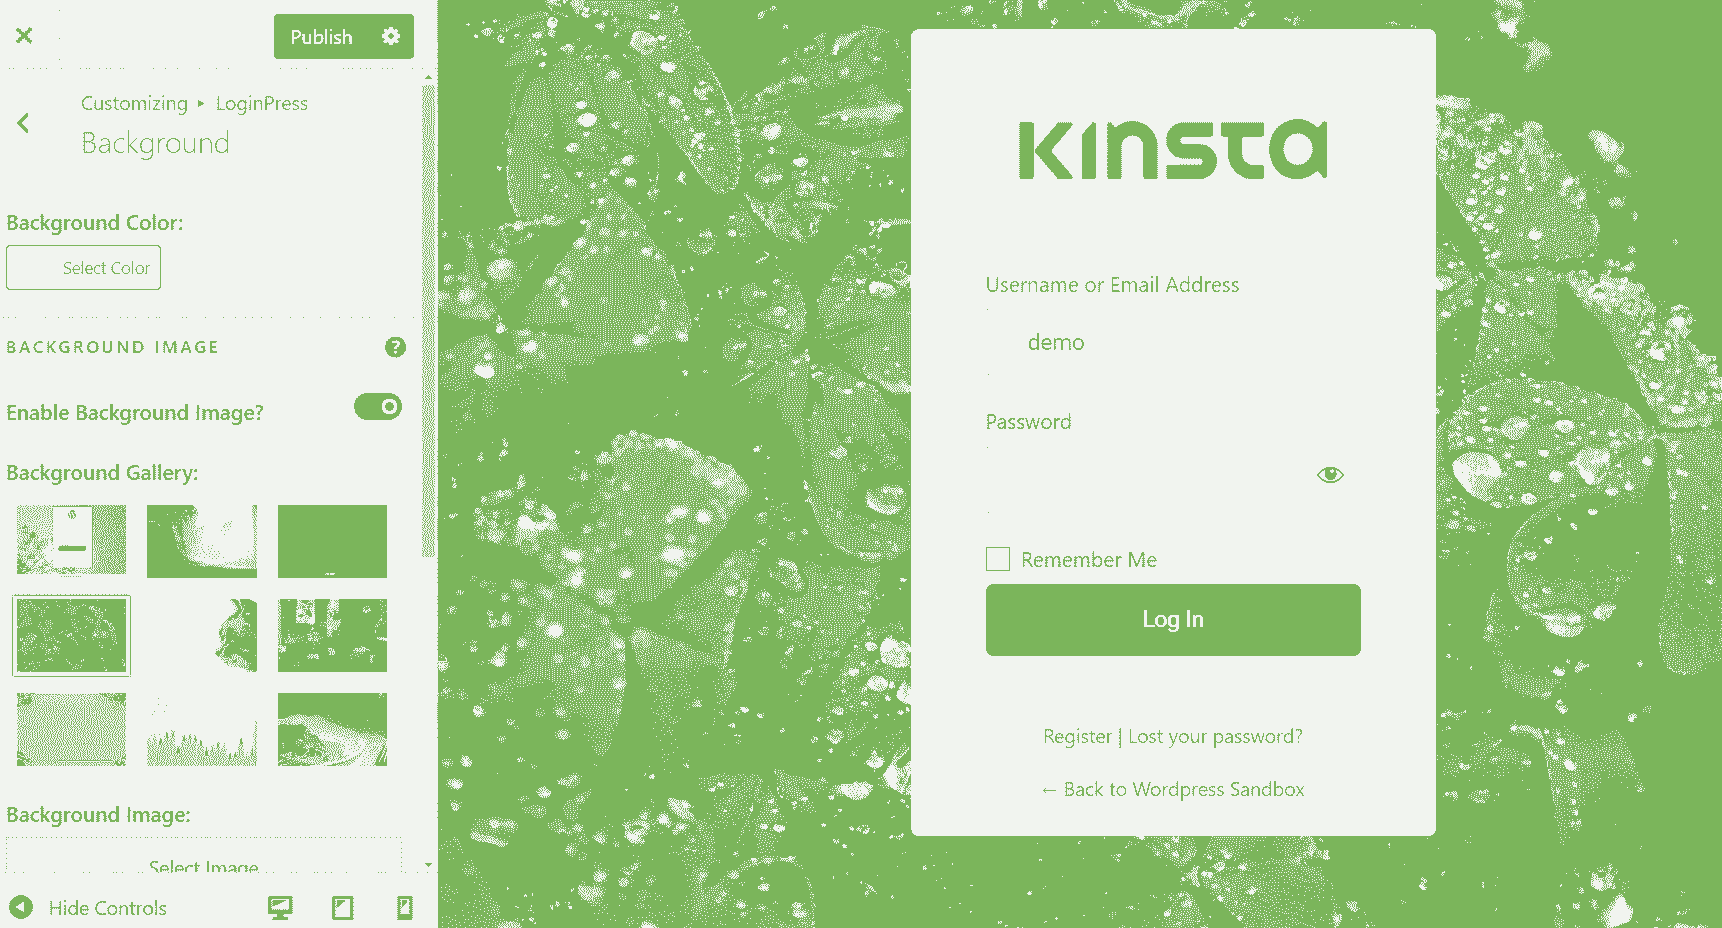 Publish
Customizing ▸ LoginPress
Background
Background Color:
Select Color
BACKGROUND IMAGE
?
Enable Background Image?
Background Gallery:
Background Image:
Select Image
Hide Controls
KINSTA
Username or Email Address
demo
Password
Remember Me
Log In
Register | Lost your password?
← Back to Wordpress Sandbox